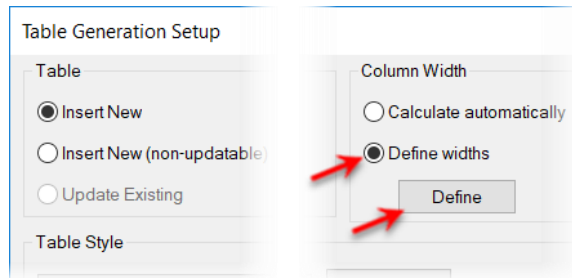 Table Generation Setup
Table
Insert New
Insert New (non-updatable)
Update Existing
Table Style
Column Width
Calculate automatically
Define widths
Define